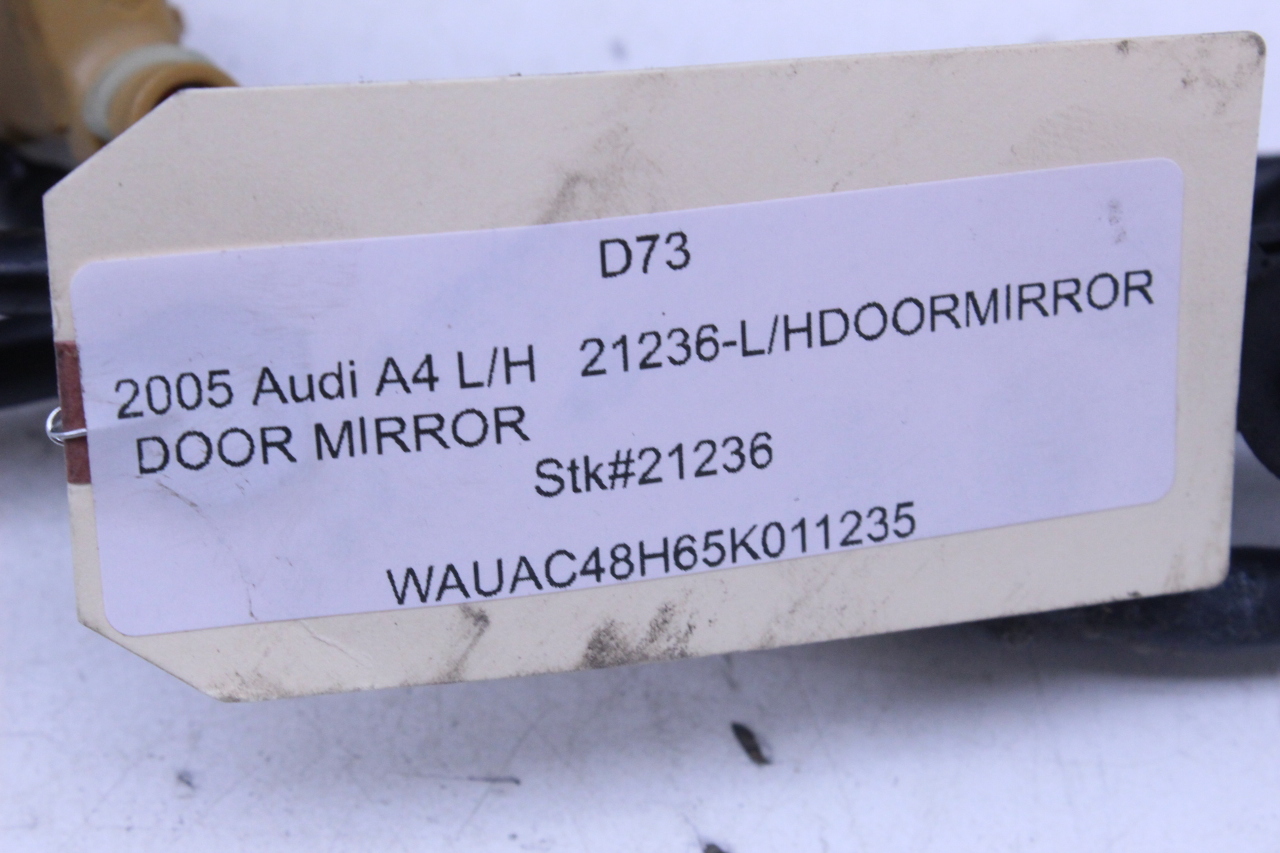 D73
2005 Audi A4 L/H 21236-L/HDOORMIRROR
DOOR MIRROR
Stk#21236
WAUAC48H65K011235